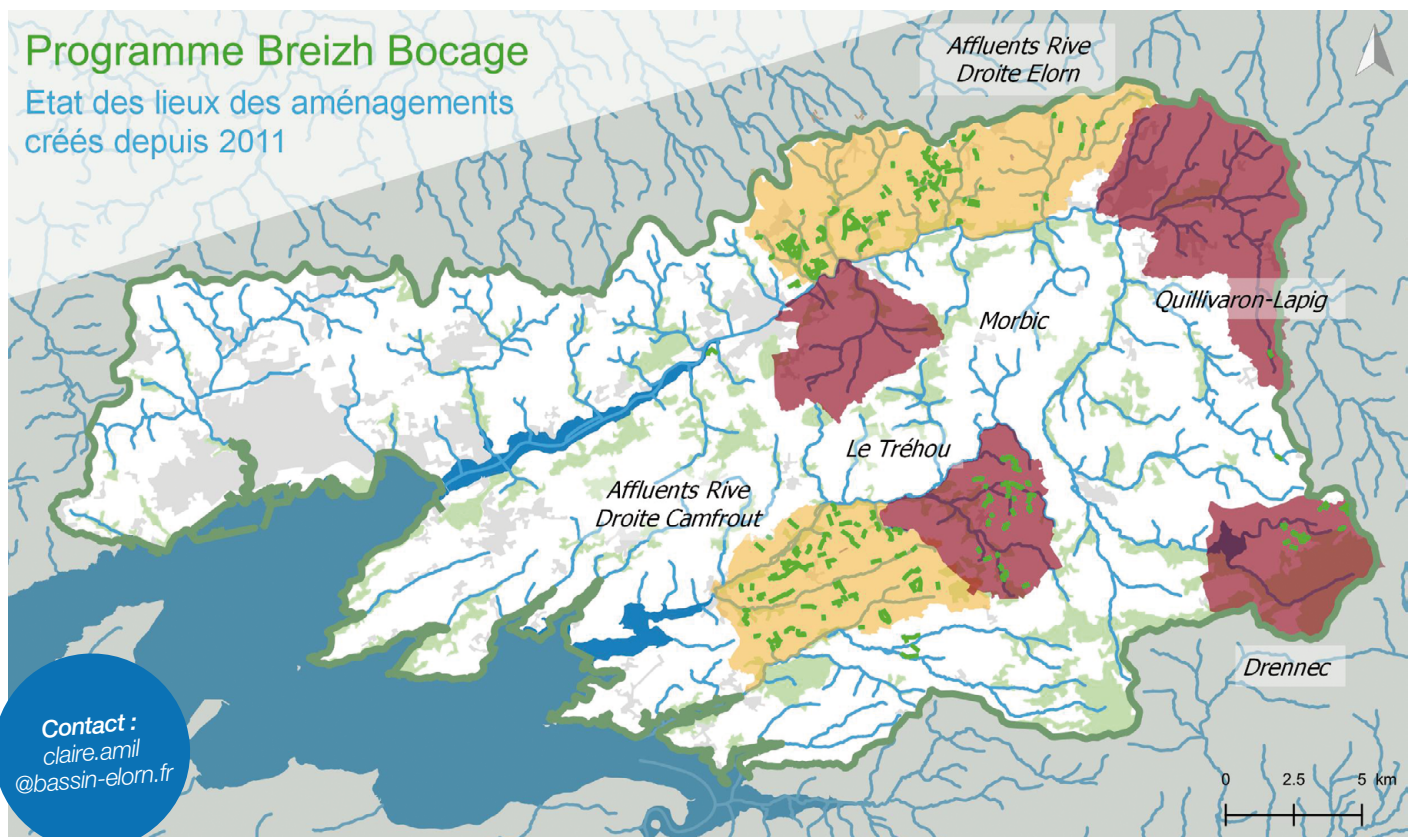 Programme Breizh Bocage
Etat des lieux des aménagements
créés depuis 2011
Affluents Rive
Droite Elorn
Quillivaron-Lapig
Morbic
Le Tréhou
Affluents Rive
Droite Camfrout
Drennec
Contact :
claire.amil
@bassin-elorn.fr
0 2.5 5 km